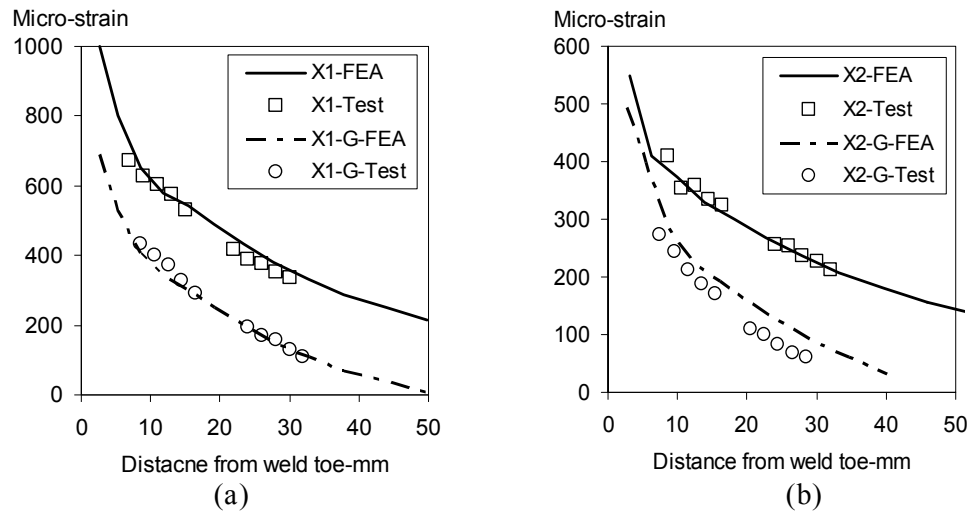 Micro-strain
1000
800
600
400
200
0
X1-FEA
X1-Test
X1-G-FEA
X1-G-Test
0 10 20 30 40 50
Distacne from weld toe-mm
(a)
Micro-strain
600
500
400
300
200
100
0
X2-FEA
X2-Test
X2-G-FEA
X2-G-Test
0 10 20 30 40 50
Distance from weld toe-mm
(b)